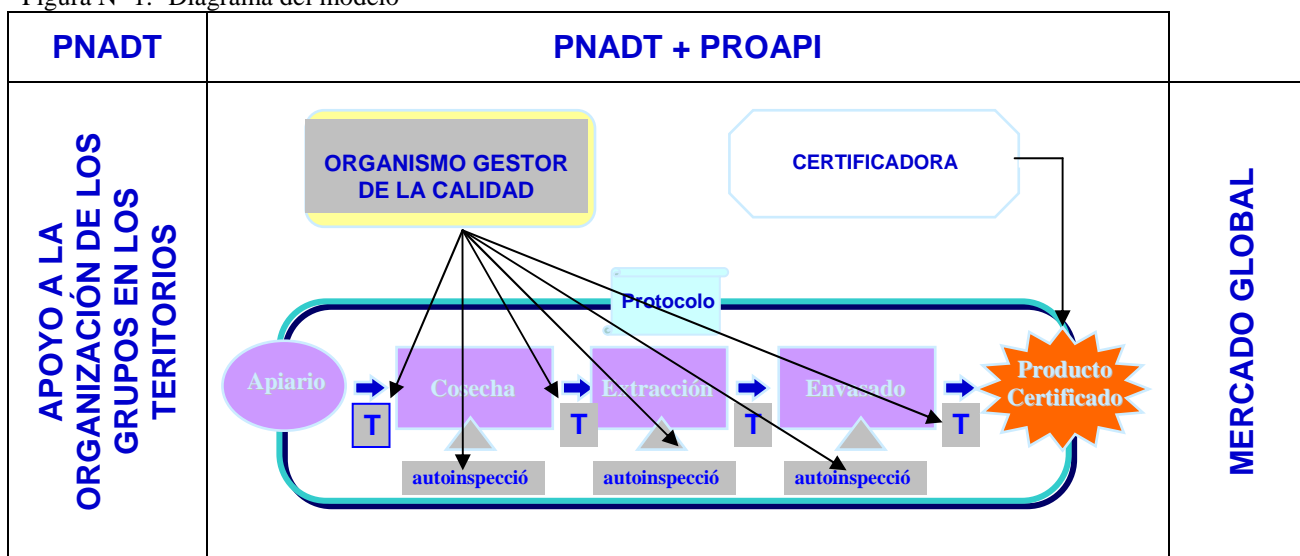 Figura Nº 1: Diagrama del modelo
PNADT
PNADT + PROAPI
APOYO A LA
ORGANIZACIÓN DE LOS
GRUPOS EN LOS
TERITORIOS
ORGANISMO GESTOR
DE LA CALIDAD
CERTIFICADORA
Protocolo
Apiario
Cosecha
Extracción
Envasado
Producto
Certificado
T
T
T
T
autoinspecció
autoinspecció
autoinspecció
MERCADO GLOBAL